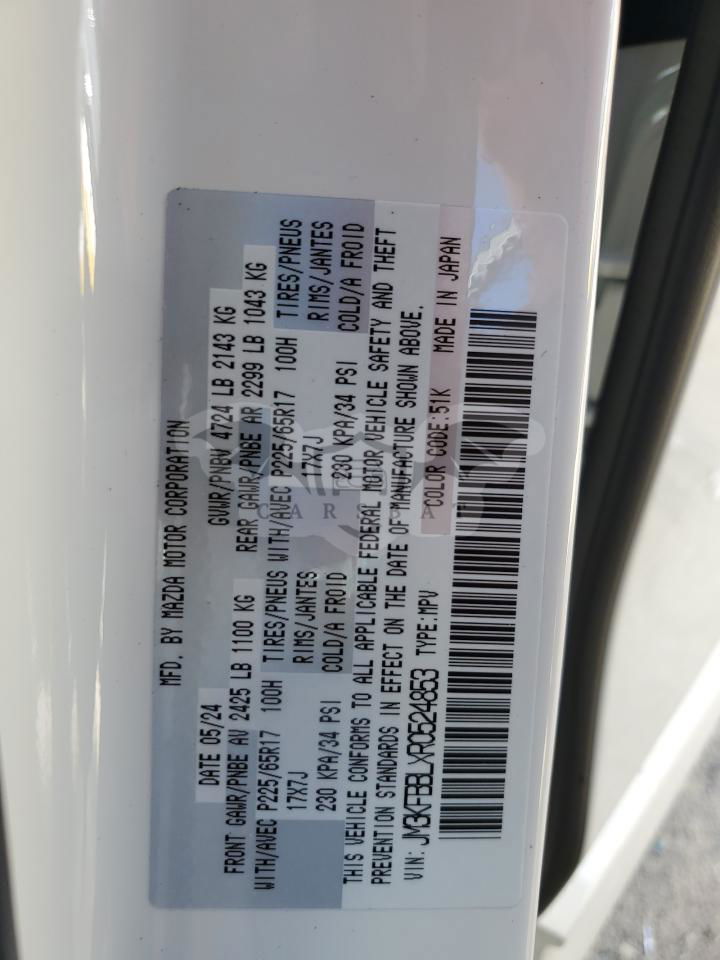 MFD. BY MAZDA MOTOR CORPORATION
DATE 05/24 GVWR/PNBV 4724 LB 2143 KG
FRONT GAWR/PNBE AV 2425 LB 1100 KG REAR GAWR/PNBE AR 2299 LB 1043 KG
WITH/AVEC P225/65R17 100H TIRES/PNEUS WITH/AVEC P225/65R17 100H TIRES/PNEUS
17X7J RIMS/JANTES 17X7J RIMS/JANTES
230 KPA/34 PSI COLD/A FROID 230 KPA/34 PSI COLD/A FROID
THIS VEHICLE CONFORMS TO ALL APPLICABLE FEDERAL MOTOR VEHICLE SAFETY AND THEFT
PREVENTION STANDARDS IN EFFECT ON THE DATE OF MANUFACTURE SHOWN ABOVE.
VIN: JM3KFBBLXR0524853 TYPE:MPV COLOR CODE:51K MADE IN JAPAN
CARSBAT